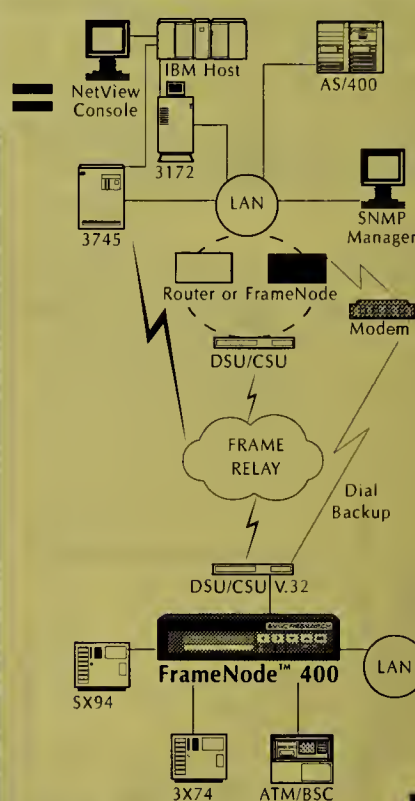 IBM Host
NetView
Console
AS/400
3172
LAN
3745
SNMP
Manager
Router or FrameNode
Modem
DSU/CSU
FRAME
RELAY
Dial
Backup
DSU/CSU V.32
FrameNode™ 400
LAN
SX94
3X74
ATM/BSC